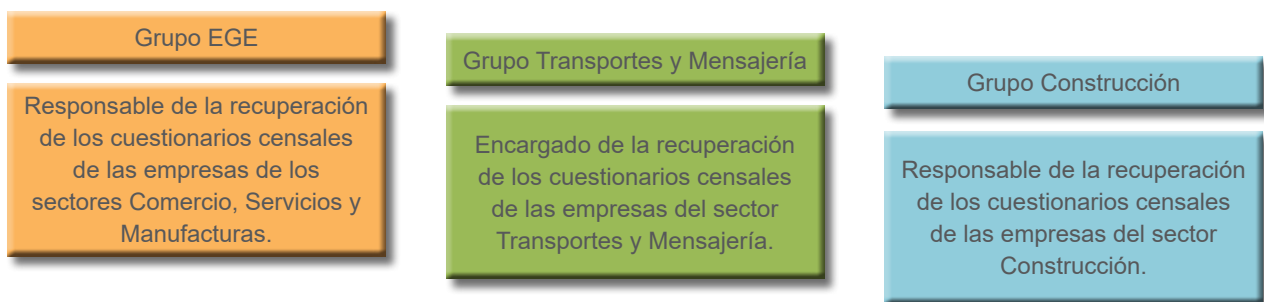 Grupo EGE
Responsable de la recuperación
de los cuestionarios censales
de las empresas de los
sectores Comercio, Servicios y
Manufacturas.
Grupo Transportes y Mensajería
Encargado de la recuperación
de los cuestionarios censales
de las empresas del sector
Transportes y Mensajería.
Grupo Construcción
Responsable de la recuperación
de los cuestionarios censales
de las empresas del sector
Construcción.